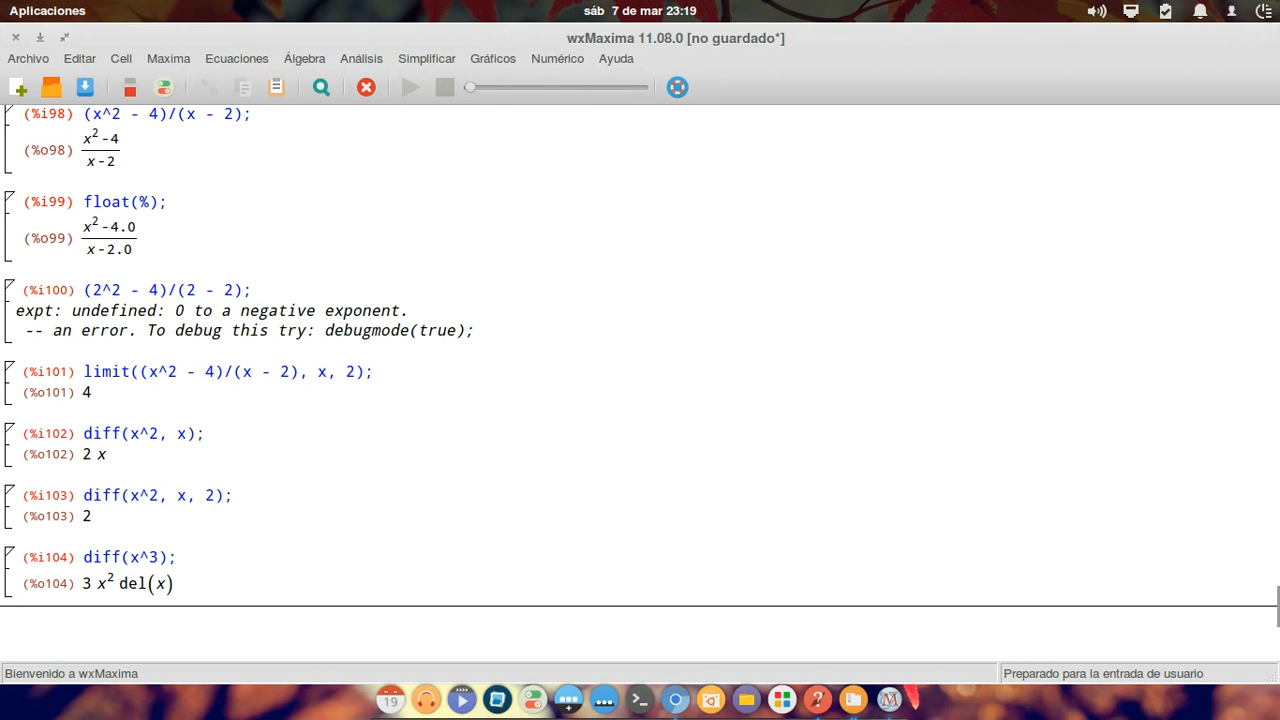 Aplicaciones
sáb 7 de mar 23:19
wxMaxima 11.08.0 [no guardado*]
Archivo Editar Cell Maxima Ecuaciones Álgebra Análisis Simplificar Gráficos Numérico Ayuda
(%i98) (x^2 - 4)/(x - 2);
(%o98) x²-4
x-2
(%i99) float(%);
(%o99) x²-4.0
x-2.0
(%i100) (2^2 - 4)/(2 - 2);
expt: undefined: 0 to a negative exponent.
-- an error. To debug this try: debugmode(true);
(%i101) limit((x^2 - 4)/(x - 2), x, 2);
(%o101) 4
(%i102) diff(x^2, x);
(%o102) 2 x
(%i103) diff(x^2, x, 2);
(%o103) 2
(%i104) diff(x^3);
(%o104) 3 x² del(x)
Bienvenido a wxMaxima
Preparado para la entrada de usuario
19